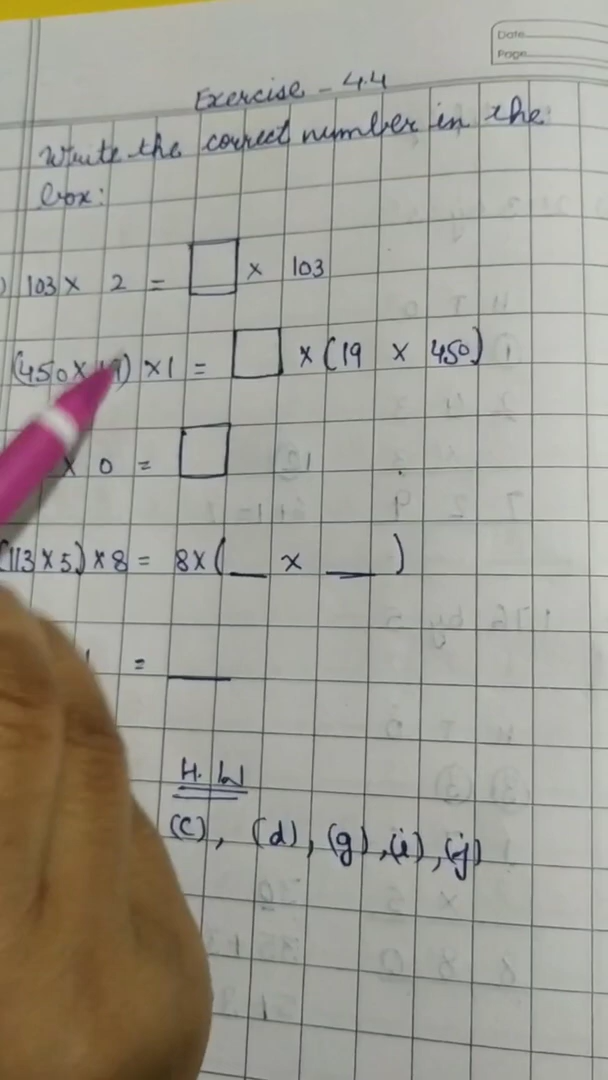 Date
Page
Exercise - 4.4
Write the correct number in the
box:
) 103 x 2 = □ x 103
(450 x 19) x 1 = □ x (19 x 450)
x 0 = □
(113 x 5) x 8 = 8 x ( __ x __ )
= __
H.W
(c), (d), (g), (i), (j)